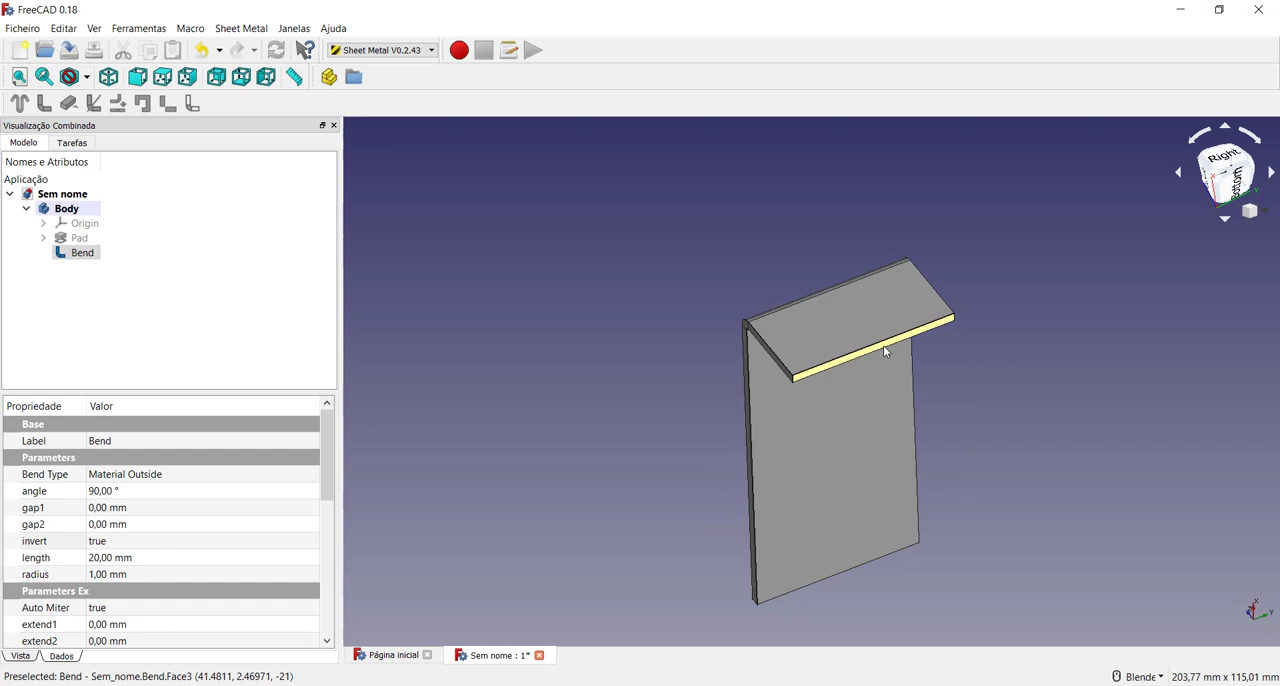 FreeCAD 0.18
Ficheiro Editar Ver Ferramentas Macro Sheet Metal Janelas Ajuda
Sheet Metal V0.2.43
Visualização Combinada
Modelo Tarefas
Nomes e Atributos
Aplicação
Sem nome
Body
Origin
Pad
Bend
Propriedade Valor
Base
Label Bend
Parameters
Bend Type Material Outside
angle 90,00 °
gap1 0,00 mm
gap2 0,00 mm
invert true
length 20,00 mm
radius 1,00 mm
Parameters Ex
Auto Miter true
extend1 0,00 mm
extend2 0,00 mm
Vista Dados
Right
Bottom
X
Y
X
Y
Página inicial Sem nome : 1*
Preselected: Bend - Sem_nome.Bend.Face3 (41.4811, 2.46971, -21) Blende 203,77 mm x 115,01 mm